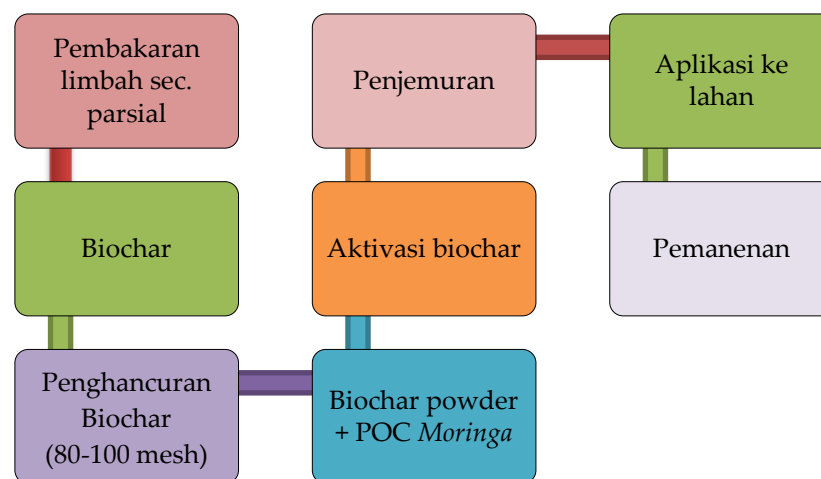 Pembakaran
limbah sec.
parsial
Biochar
Penghancuran
Biochar
(80-100 mesh)
Biochar powder
+ POC Moringa
Aktivasi biochar
Penjemuran
Aplikasi ke
lahan
Pemanenan